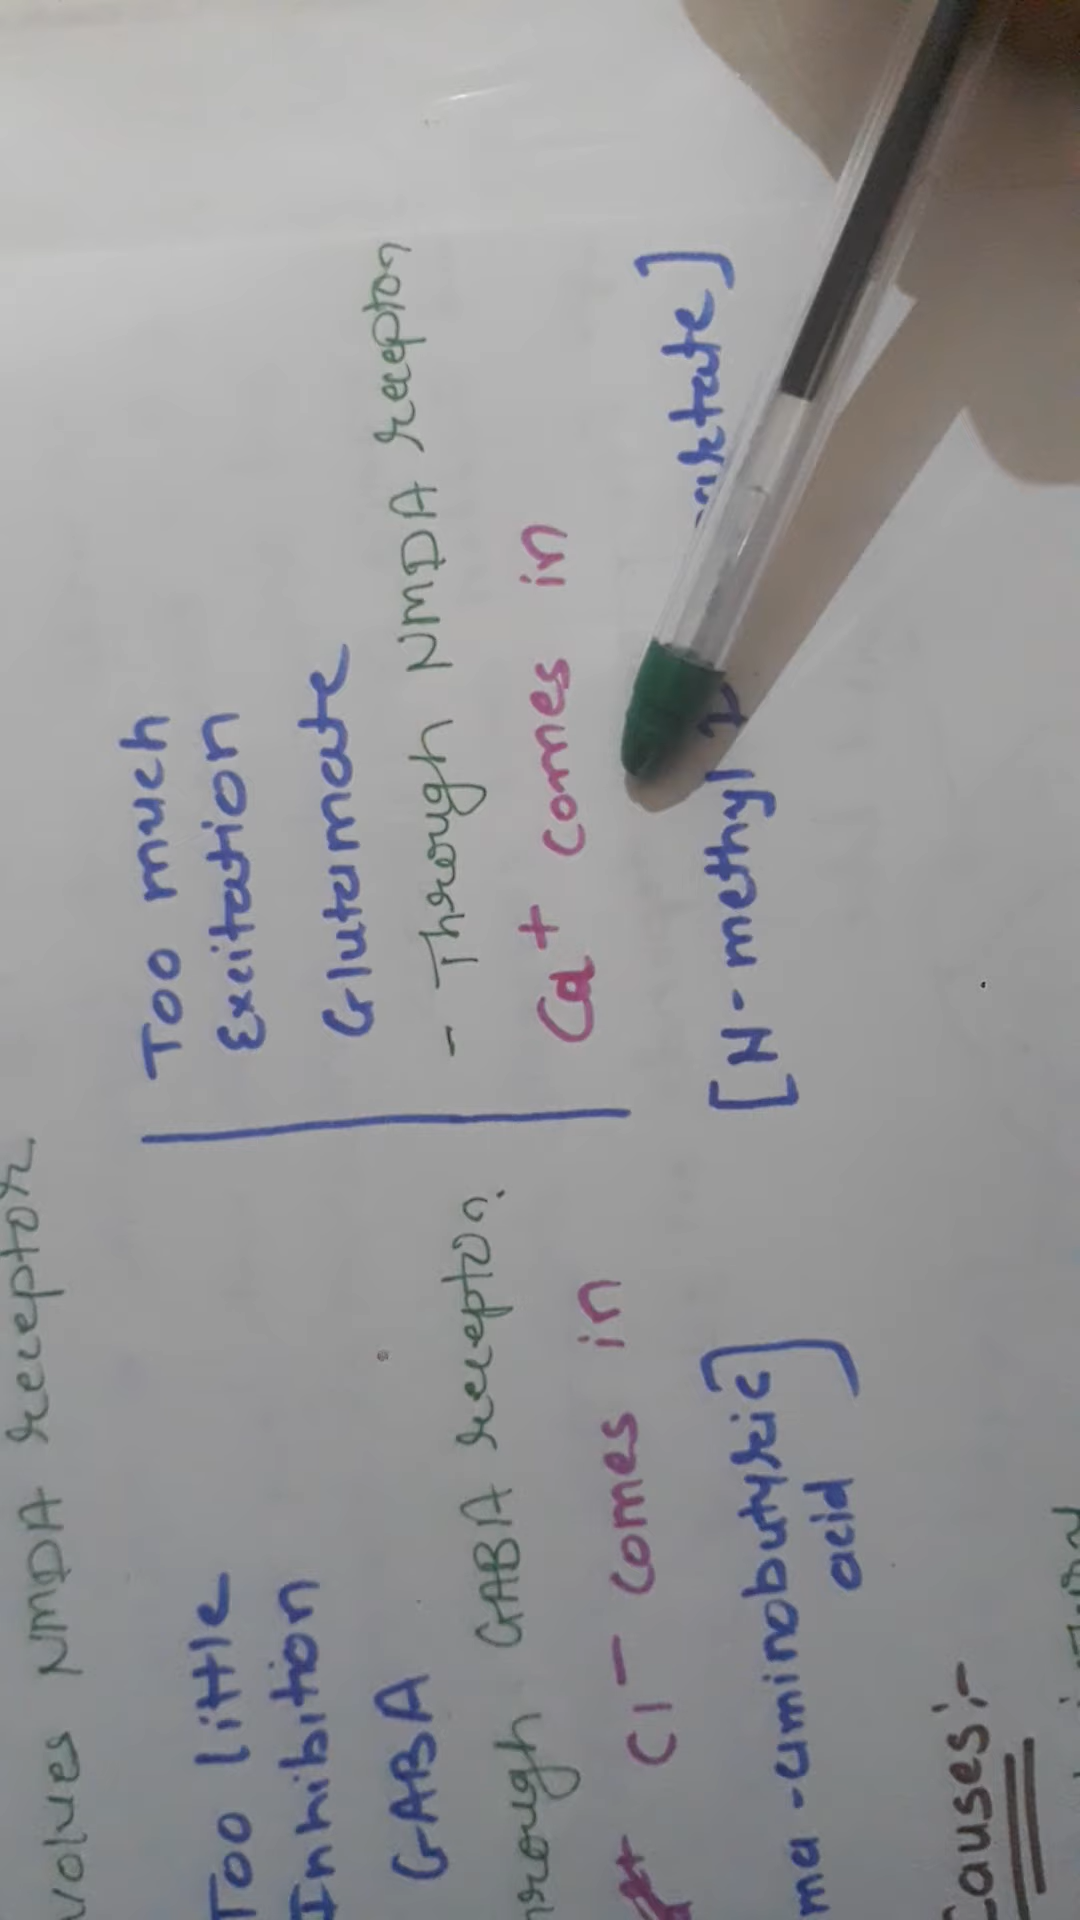 volves NMDA receptor
Too little
Inhibition
GABA
hrough GABA receptor.
Cl- comes in
ma-aminobutyric
acid]
Too much
Excitation
Glutamate
- Through NMDA receptor
Ca+ comes in
[N-methyl
]
Causes:-